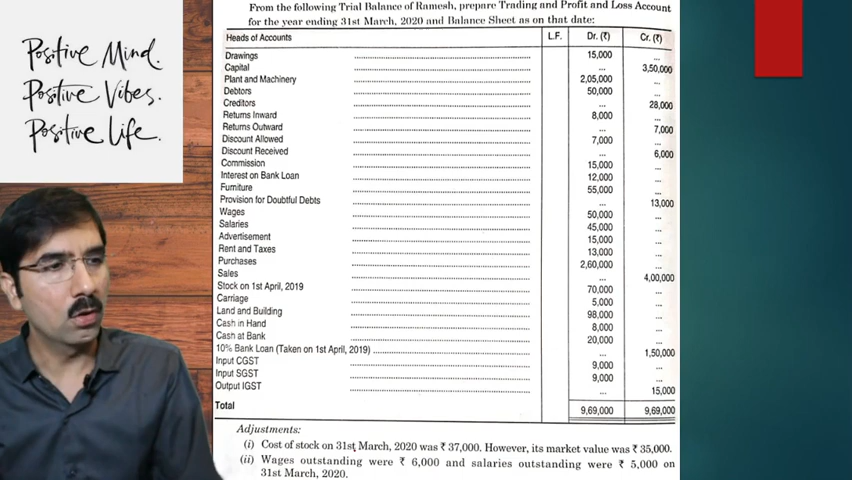 Positive Mind.
Positive Vibes.
Positive Life.
From the following Trial Balance of Ramesh, prepare Trading and Profit and Loss Account
for the year ending 31st March, 2020 and Balance Sheet as on that date:
Heads of Accounts L.F. Dr. (₹) Cr. (₹)
Drawings 15,000 ...
Capital ... 3,50,000
Plant and Machinery 2,05,000 ...
Debtors 50,000 ...
Creditors ... 28,000
Returns Inward 8,000 ...
Returns Outward ... 7,000
Discount Allowed 7,000 ...
Discount Received ... 6,000
Commission 15,000 ...
Interest on Bank Loan 12,000 ...
Furniture 55,000 ...
Provision for Doubtful Debts ... 13,000
Wages 50,000 ...
Salaries 45,000 ...
Advertisement 15,000 ...
Rent and Taxes 13,000 ...
Purchases 2,60,000 ...
Sales ... 4,00,000
Stock on 1st April, 2019 70,000 ...
Carriage 5,000 ...
Land and Building 98,000 ...
Cash in Hand 8,000 ...
Cash at Bank 20,000 ...
10% Bank Loan (Taken on 1st April, 2019) ... 1,50,000
Input CGST 9,000 ...
Input SGST 9,000 ...
Output IGST ... 15,000
Total 9,69,000 9,69,000
Adjustments:
(i) Cost of stock on 31st March, 2020 was ₹ 37,000. However, its market value was ₹ 35,000.
(ii) Wages outstanding were ₹ 6,000 and salaries outstanding were ₹ 5,000 on
31st March, 2020.